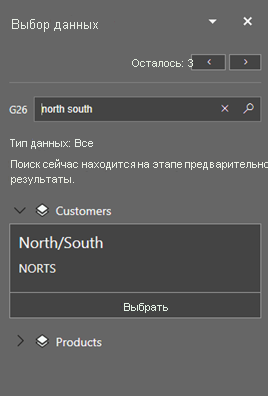 Выбор данных
Осталось: 3
G26 north south
Тип данных: Все
Поиск сейчас находится на этапе предварительно
результаты.
Customers
North/South
NORTS
Выбрать
Products